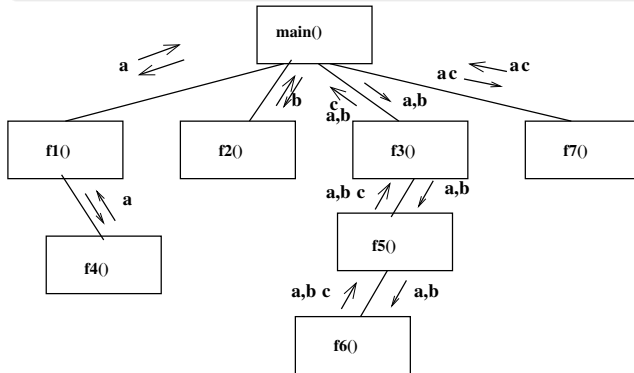 main()
a
a c
a c
b
c
a,b
a,b
f1()
f2()
f3()
f7()
a
a,b c
a,b
f5()
f4()
a,b c
a,b
f6()